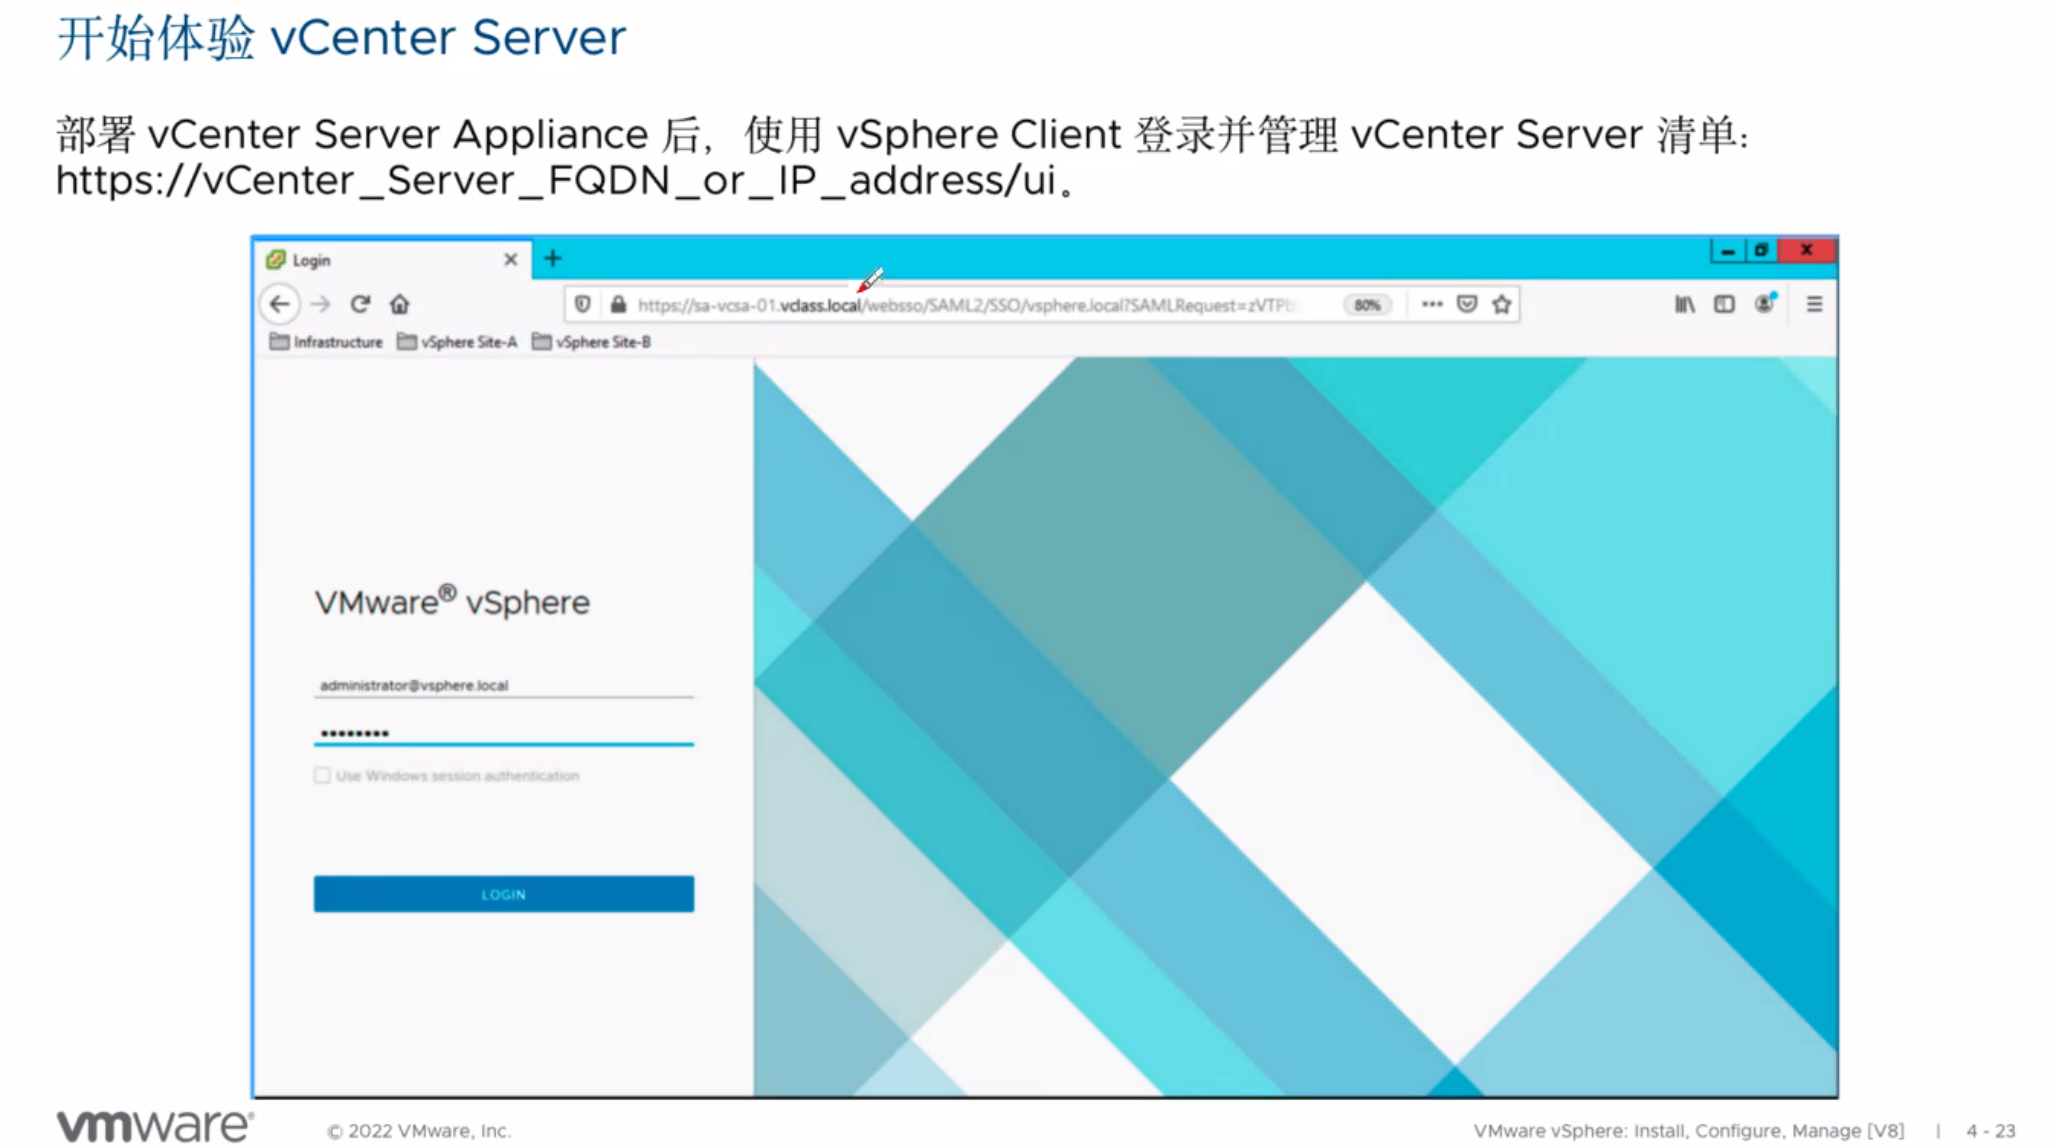 开始体验 vCenter Server
部署 vCenter Server Appliance 后，使用 vSphere Client 登录并管理 vCenter Server 清单：
https://vCenter_Server_FQDN_or_IP_address/ui。
Login
https://sa-vcsa-01.vclass.local/websso/SAML2/SSO/vsphere.local?SAMLRequest=zVTPb
80%
Infrastructure vSphere Site-A vSphere Site-B
VMware® vSphere
administrator@vsphere.local
••••••••
Use Windows session authentication
LOGIN
vmware®
© 2022 VMware, Inc.
VMware vSphere: Install, Configure, Manage [V8] | 4 - 23